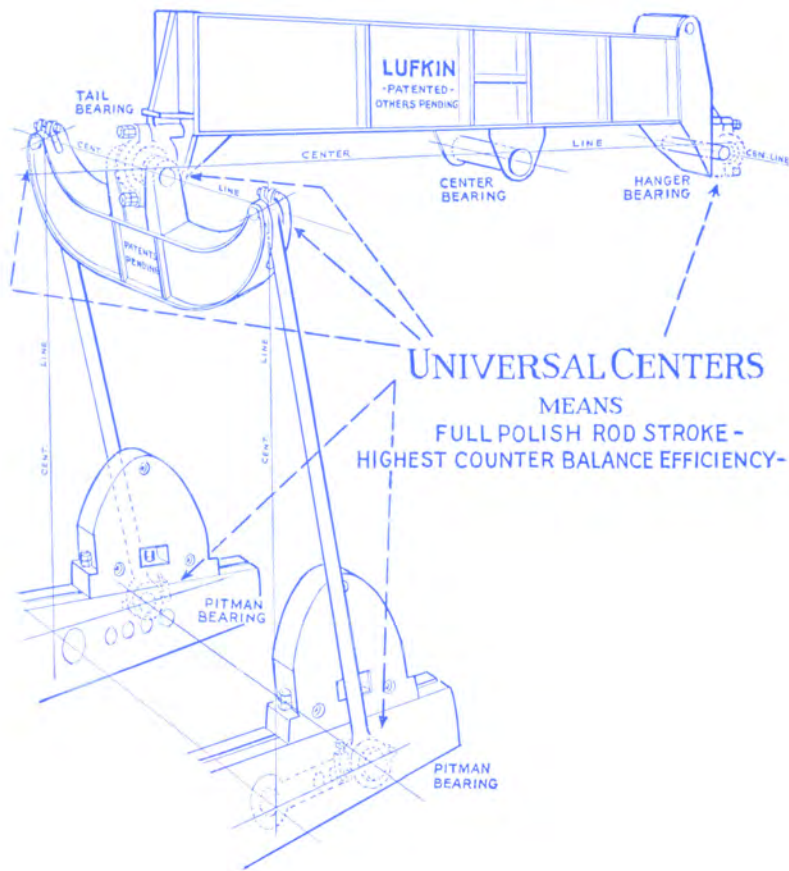 LUFKIN
-PATENTED-
OTHERS PENDING
TAIL
BEARING
CENT.
LINE
CENTER
LINE
CENTER
BEARING
HANGER
BEARING
CEN. LINE
PATENTS
PENDING
LINE
CENT.
LINE
CENT.
UNIVERSAL CENTERS
MEANS
FULL POLISH ROD STROKE-
HIGHEST COUNTER BALANCE EFFICIENCY-
PITMAN
BEARING
PITMAN
BEARING